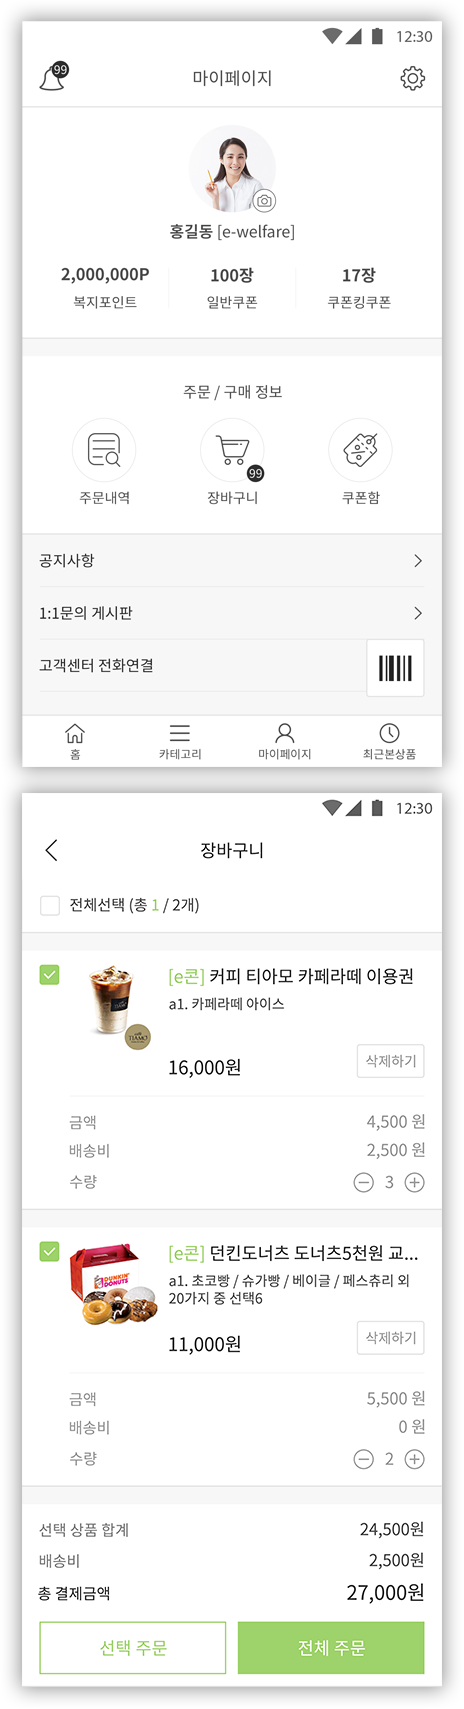 12:30
99
마이페이지
홍길동 [e-welfare]
2,000,000P 100장 17장
복지포인트 일반쿠폰 쿠폰킹쿠폰
주문 / 구매 정보
99
주문내역 장바구니 쿠폰함
공지사항
1:1문의 게시판
고객센터 전화연결
홈 카테고리 마이페이지 최근본상품
12:30
장바구니
전체선택 (총 1 / 2개)
[e콘] 커피 티아모 카페라떼 이용권
a1. 카페라떼 아이스
TIAMO
16,000원 삭제하기
금액 4,500 원
배송비 2,500 원
수량 3
[e콘] 던킨도너츠 도너츠5천원 교...
DUNKIN'
DONUTS
a1. 초코빵 / 슈가빵 / 베이글 / 페스츄리 외
20가지 중 선택6
11,000원 삭제하기
금액 5,500 원
배송비 0 원
수량 2
선택 상품 합계 24,500원
배송비 2,500원
총 결제금액 27,000원
선택 주문 전체 주문